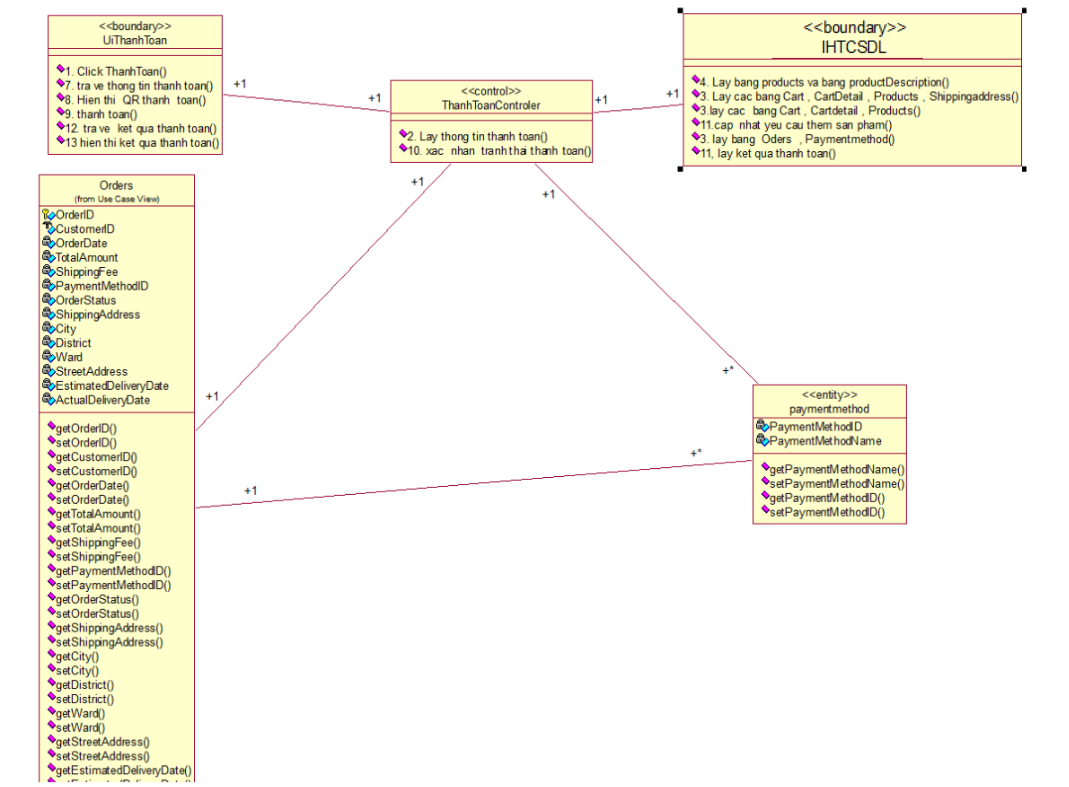 <<boundary>>
UiThanhToan
1. Click ThanhToan()
7. tra ve thong tin thanh toan()
8. Hien thi QR thanh toan()
9. thanh toan()
12. tra ve ket qua thanh toan()
13 hien thi ket qua thanh toan()
+1
+1
<<control>>
ThanhToanControler
2. Lay thong tin thanh toan()
10. xac nhan tranh thai thanh toan()
+1
+1
<<boundary>>
IHTCSDL
4. Lay bang products va bang productDescription()
3. Lay cac bang Cart , CartDetail , Products , Shippingaddress()
3.lay cac bang Cart , Cartdetail , Products()
11.cap nhat yeu cau them san pham()
3. lay bang Oders , Paymentmethod()
11, lay ket qua thanh toan()
+1
+1
Orders
(from Use Case View)
OrderID
CustomerID
OrderDate
TotalAmount
ShippingFee
PaymentMethodID
OrderStatus
ShippingAddress
City
District
Ward
StreetAddress
EstimatedDeliveryDate
ActualDeliveryDate
getOrderID()
setOrderID()
getCustomerID()
setCustomerID()
getOrderDate()
setOrderDate()
getTotalAmount()
setTotalAmount()
getShippingFee()
setShippingFee()
getPaymentMethodID()
setPaymentMethodID()
getOrderStatus()
setOrderStatus()
getShippingAddress()
setShippingAddress()
getCity()
setCity()
getDistrict()
setDistrict()
getWard()
setWard()
getStreetAddress()
setStreetAddress()
getEstimatedDeliveryDate()
+1
+*
<<entity>>
paymentmethod
PaymentMethodID
PaymentMethodName
getPaymentMethodName()
setPaymentMethodName()
getPaymentMethodID()
setPaymentMethodID()
+*
+1